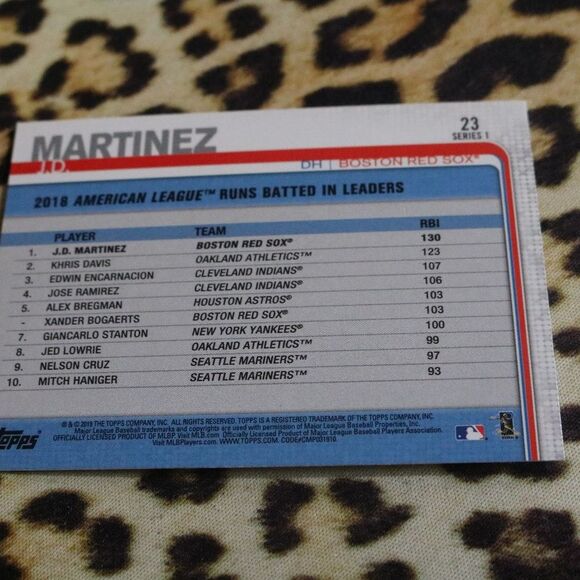 MARTINEZ
J.D.
23
SERIES 1
DH | BOSTON RED SOX®
2018 AMERICAN LEAGUE™ RUNS BATTED IN LEADERS
PLAYER TEAM RBI
1. J.D. MARTINEZ BOSTON RED SOX® 130
2. KHRIS DAVIS OAKLAND ATHLETICS™ 123
3. EDWIN ENCARNACION CLEVELAND INDIANS® 107
4. JOSE RAMIREZ CLEVELAND INDIANS® 106
5. ALEX BREGMAN HOUSTON ASTROS® 103
- XANDER BOGAERTS BOSTON RED SOX® 103
7. GIANCARLO STANTON NEW YORK YANKEES® 100
8. JED LOWRIE OAKLAND ATHLETICS™ 99
9. NELSON CRUZ SEATTLE MARINERS™ 97
10. MITCH HANIGER SEATTLE MARINERS™ 93
topps
® & © 2019 THE TOPPS COMPANY, INC. ALL RIGHTS RESERVED. TOPPS IS A REGISTERED TRADEMARK OF THE TOPPS COMPANY, INC.
Major League Baseball trademarks and copyrights are used with permission of Major League Baseball Properties, Inc.
OFFICIALLY LICENSED PRODUCT OF MLBP. Visit MLB.com Officially Licensed Product of Major League Baseball Players Association.
Visit MLBPlayers.com. WWW.TOPPS.COM. CODE#CMP031910